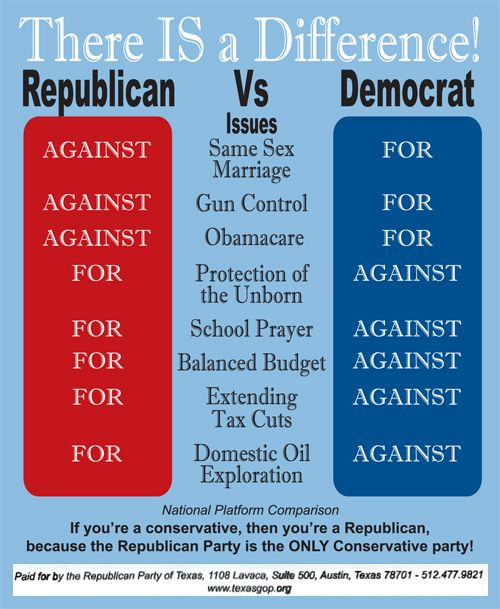 There IS a Difference!
Republican Vs Democrat
Issues
AGAINST Same Sex FOR
Marriage
AGAINST Gun Control FOR
AGAINST Obamacare FOR
FOR Protection of AGAINST
the Unborn
FOR School Prayer AGAINST
FOR Balanced Budget AGAINST
FOR Extending AGAINST
Tax Cuts
FOR Domestic Oil AGAINST
Exploration
National Platform Comparison
If you're a conservative, then you're a Republican,
because the Republican Party is the ONLY Conservative party!
Paid for by the Republican Party of Texas, 1108 Lavaca, Suite 500, Austin, Texas 78701 - 512.477.9821
www.texasgop.org